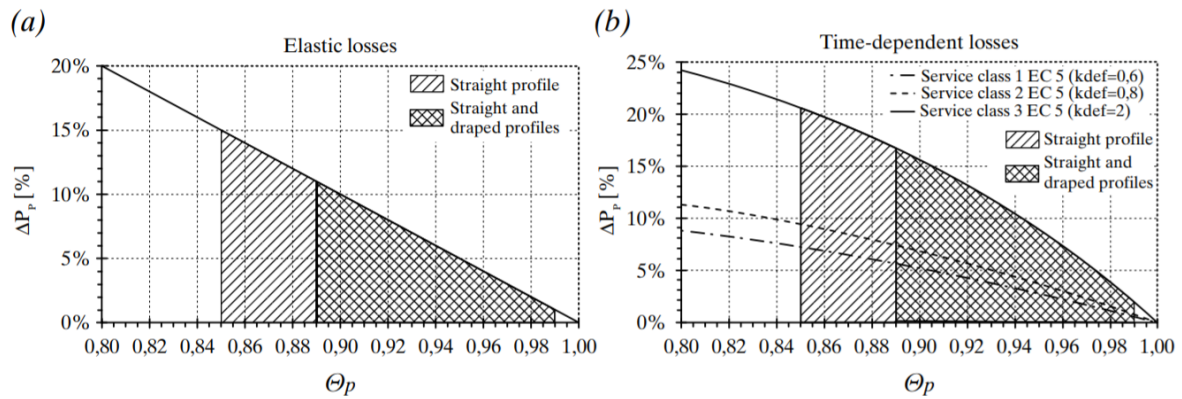 (a)
Elastic losses
20%
15%
10%
5%
0%
ΔPₚ [%]
Straight profile
Straight and
draped profiles
0,80 0,82 0,84 0,86 0,88 0,90 0,92 0,94 0,96 0,98 1,00
Θp
(b)
Time-dependent losses
25%
20%
15%
10%
5%
0%
ΔPₚ [%]
Service class 1 EC 5 (kdef=0,6)
Service class 2 EC 5 (kdef=0,8)
Service class 3 EC 5 (kdef=2)
Straight profile
Straight and
draped profiles
0,80 0,82 0,84 0,86 0,88 0,90 0,92 0,94 0,96 0,98 1,00
Θp